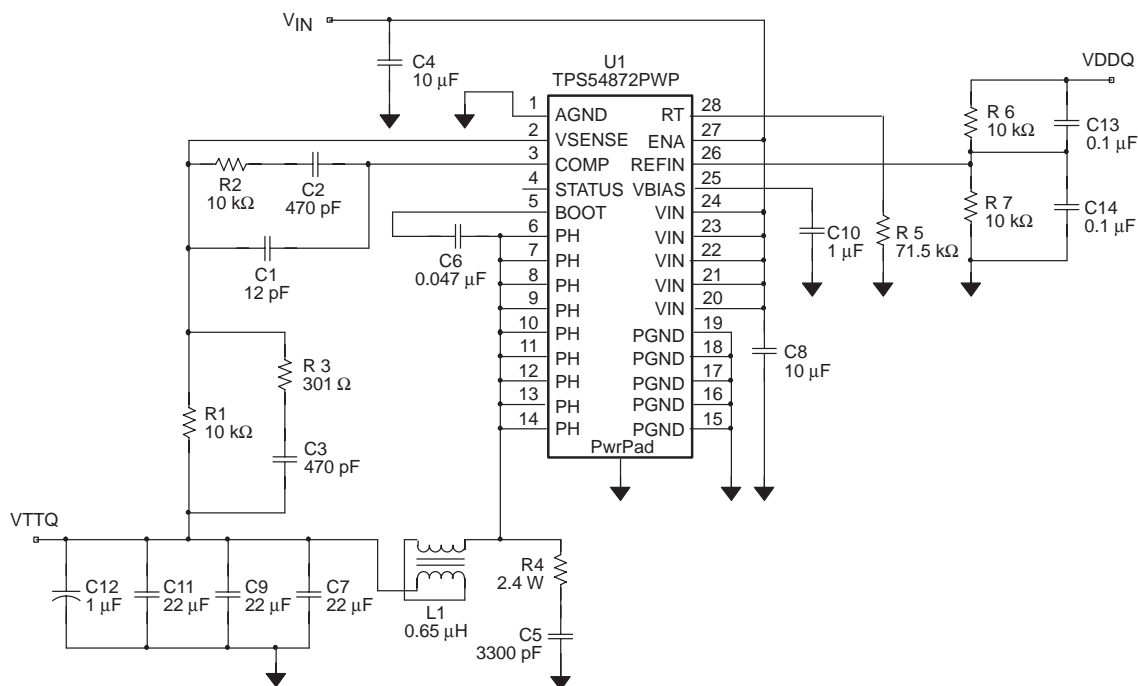 VIN
C4
10 µF
U1
TPS54872PWP
VDDQ
1
AGND
RT
28
2
VSENSE
ENA
27
3
COMP
REFIN
26
4
STATUS
VBIAS
25
5
BOOT
VIN
24
6
PH
VIN
23
7
PH
VIN
22
8
PH
VIN
21
9
PH
VIN
20
10
PH
PGND
19
11
PH
PGND
18
12
PH
PGND
17
13
PH
PGND
16
14
PH
PGND
15
PwrPad
R 6
10 kΩ
C13
0.1 µF
R 7
10 kΩ
C14
0.1 µF
R2
10 kΩ
C2
470 pF
C10
1 µF
R 5
71.5 kΩ
C1
12 pF
C6
0.047 µF
R 3
301 Ω
C8
10 µF
R1
10 kΩ
C3
470 pF
VTTQ
C12
1 µF
C11
22 µF
C9
22 µF
C7
22 µF
L1
0.65 µH
R4
2.4 W
C5
3300 pF